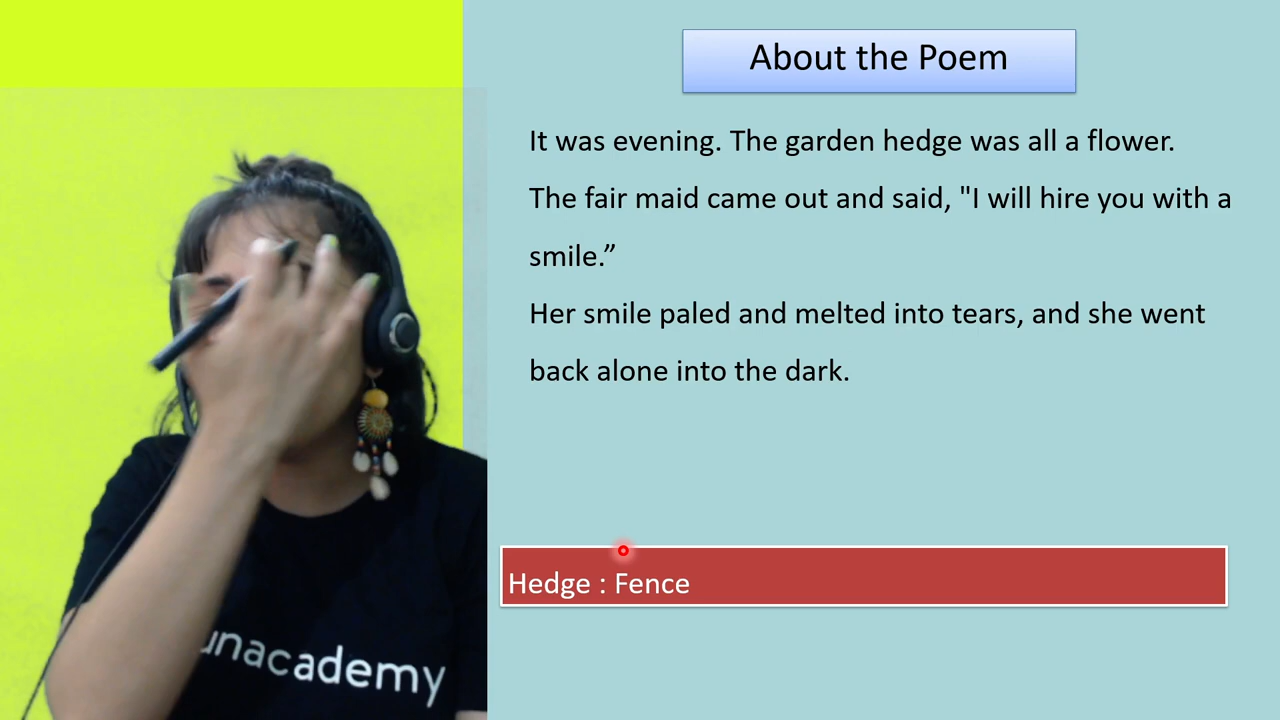 About the Poem
It was evening. The garden hedge was all a flower.
The fair maid came out and said, "I will hire you with a
smile.”
Her smile paled and melted into tears, and she went
back alone into the dark.
Hedge : Fence
unacademy